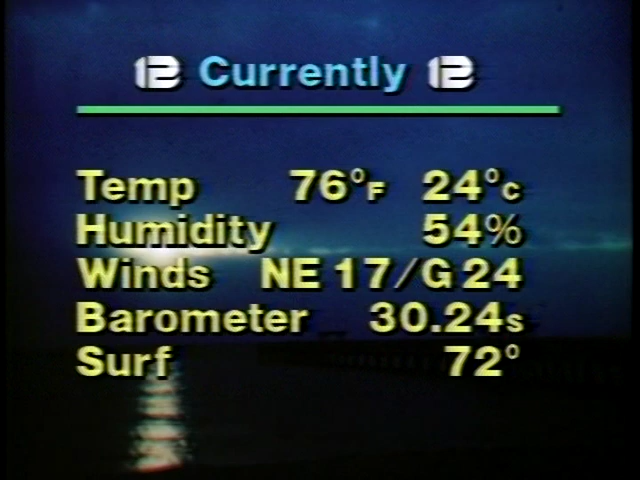 12 Currently 12
Temp 76°F 24°C
Humidity 54%
Winds NE 17/G 24
Barometer 30.24s
Surf 72°